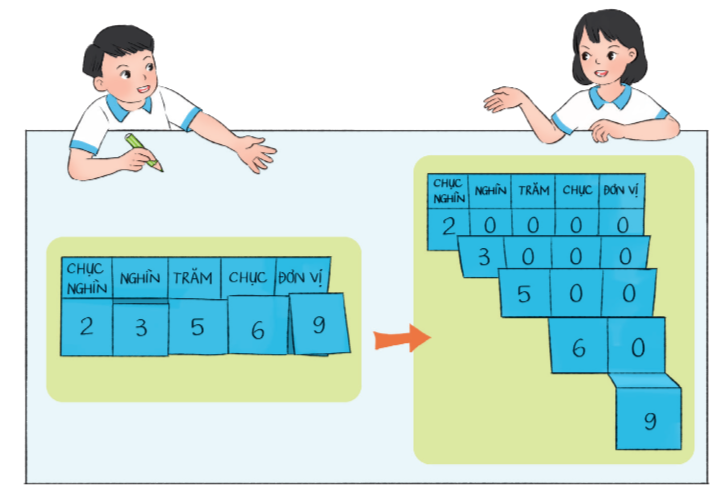 CHỤC NGHÌN NGHÌN TRĂM CHỤC ĐƠN VỊ
2 3 5 6 9
CHỤC NGHÌN NGHÌN TRĂM CHỤC ĐƠN VỊ
2 0 0 0 0
3 0 0 0
5 0 0
6 0
9